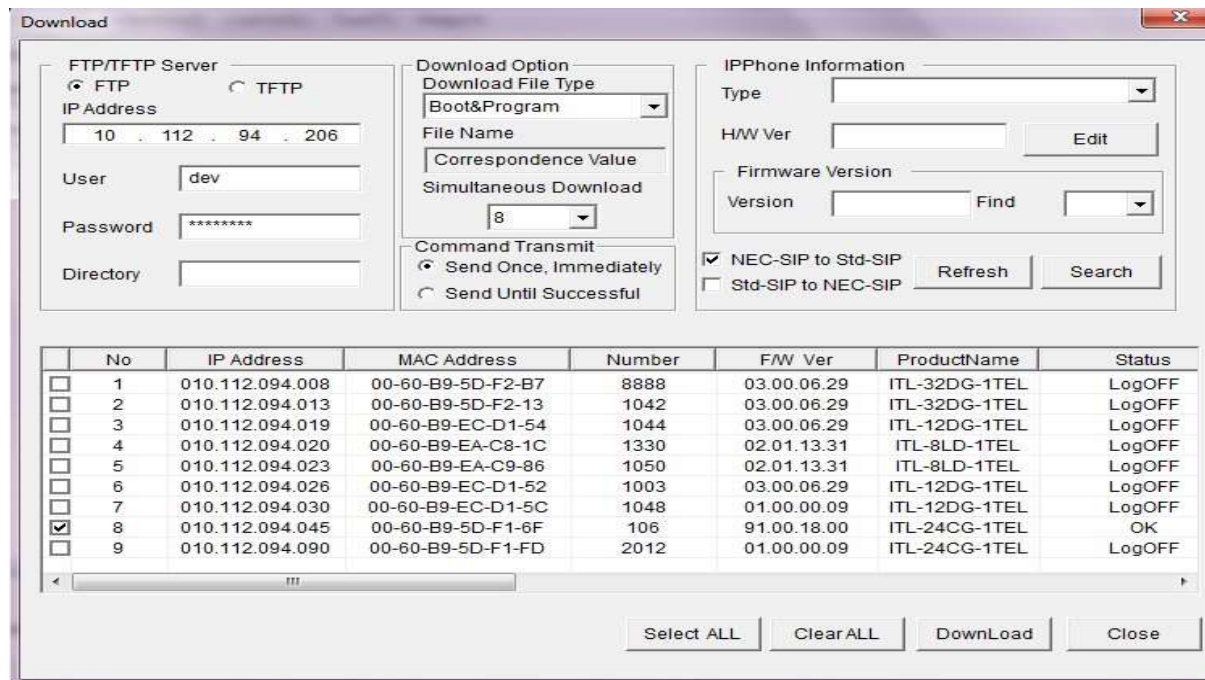 Download
FTP/TFTP Server
FTP
TFTP
IP Address
10 . 112 . 94 . 206
User
dev
Password
********
Directory
Download Option
Download File Type
Boot&Program
File Name
Correspondence Value
Simultaneous Download
8
Command Transmit
Send Once, Immediately
Send Until Successful
IPPhone Information
Type
H/W Ver
Edit
Firmware Version
Version
Find
NEC-SIP to Std-SIP
Std-SIP to NEC-SIP
Refresh
Search
No IP Address MAC Address Number F/W Ver ProductName Status
1 010.112.094.008 00-60-B9-5D-F2-B7 8888 03.00.06.29 ITL-32DG-1TEL LogOFF
2 010.112.094.013 00-60-B9-5D-F2-13 1042 03.00.06.29 ITL-32DG-1TEL LogOFF
3 010.112.094.019 00-60-B9-EC-D1-54 1044 03.00.06.29 ITL-12DG-1TEL LogOFF
4 010.112.094.020 00-60-B9-EA-C8-1C 1330 02.01.13.31 ITL-8LD-1TEL LogOFF
5 010.112.094.023 00-60-B9-EA-C9-86 1050 02.01.13.31 ITL-8LD-1TEL LogOFF
6 010.112.094.026 00-60-B9-EC-D1-52 1003 03.00.06.29 ITL-12DG-1TEL LogOFF
7 010.112.094.030 00-60-B9-EC-D1-5C 1048 01.00.00.09 ITL-12DG-1TEL LogOFF
8 010.112.094.045 00-60-B9-5D-F1-6F 106 91.00.18.00 ITL-24CG-1TEL OK
9 010.112.094.090 00-60-B9-5D-F1-FD 2012 01.00.00.09 ITL-24CG-1TEL LogOFF
Select ALL
Clear ALL
DownLoad
Close